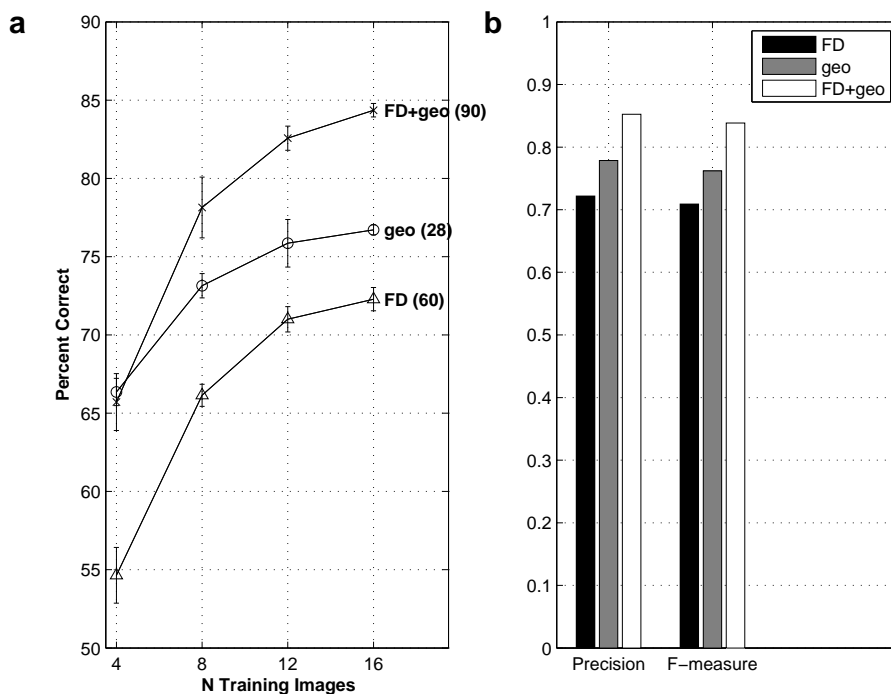 a
90
85
80
75
70
65
60
55
50
Percent Correct
FD+geo (90)
geo (28)
FD (60)
4 8 12 16
N Training Images
b
1
0.9
0.8
0.7
0.6
0.5
0.4
0.3
0.2
0.1
0
FD
geo
FD+geo
Precision F−measure